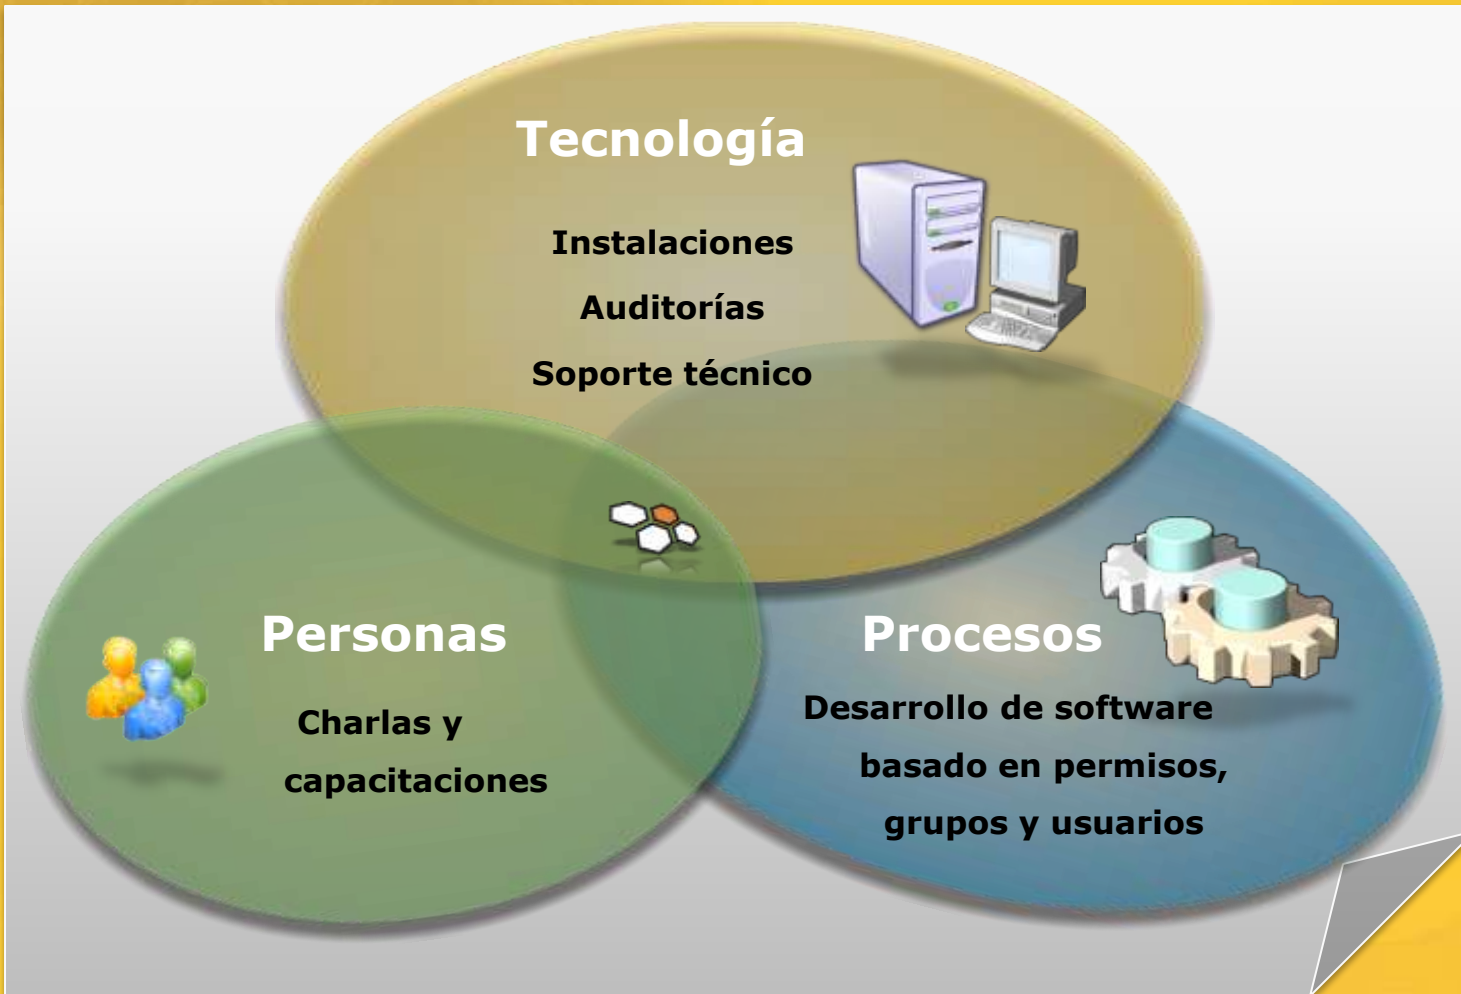 Tecnología
Instalaciones
Auditorías
Soporte técnico
Personas
Charlas y
capacitaciones
Procesos
Desarrollo de software
basado en permisos,
grupos y usuarios